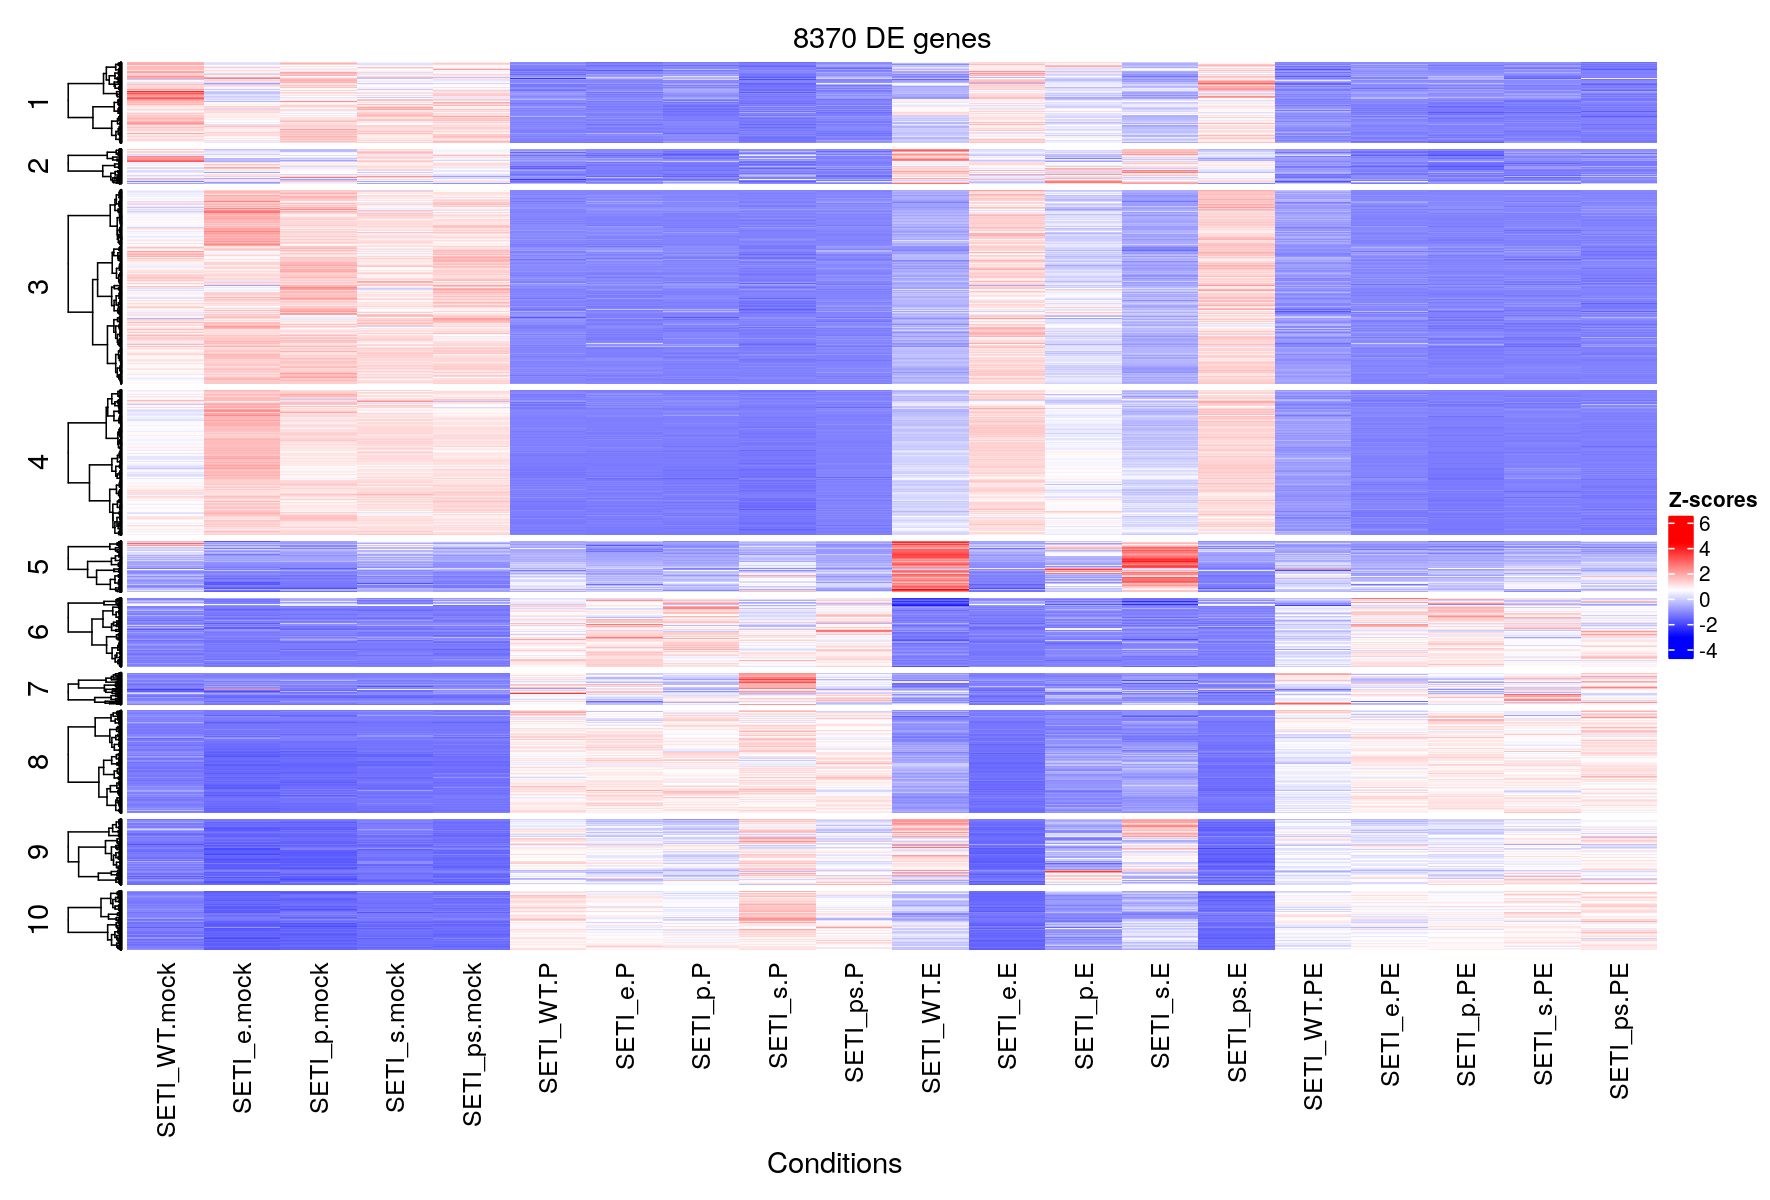 8370 DE genes
1
2
3
4
5
6
7
8
9
10
Z-scores
6
4
2
0
-2
-4
SETI_WT.mock
SETI_e.mock
SETI_p.mock
SETI_s.mock
SETI_ps.mock
SETI_WT.P
SETI_e.P
SETI_p.P
SETI_s.P
SETI_ps.P
SETI_WT.E
SETI_e.E
SETI_p.E
SETI_s.E
SETI_ps.E
SETI_WT.PE
SETI_e.PE
SETI_p.PE
SETI_s.PE
SETI_ps.PE
Conditions